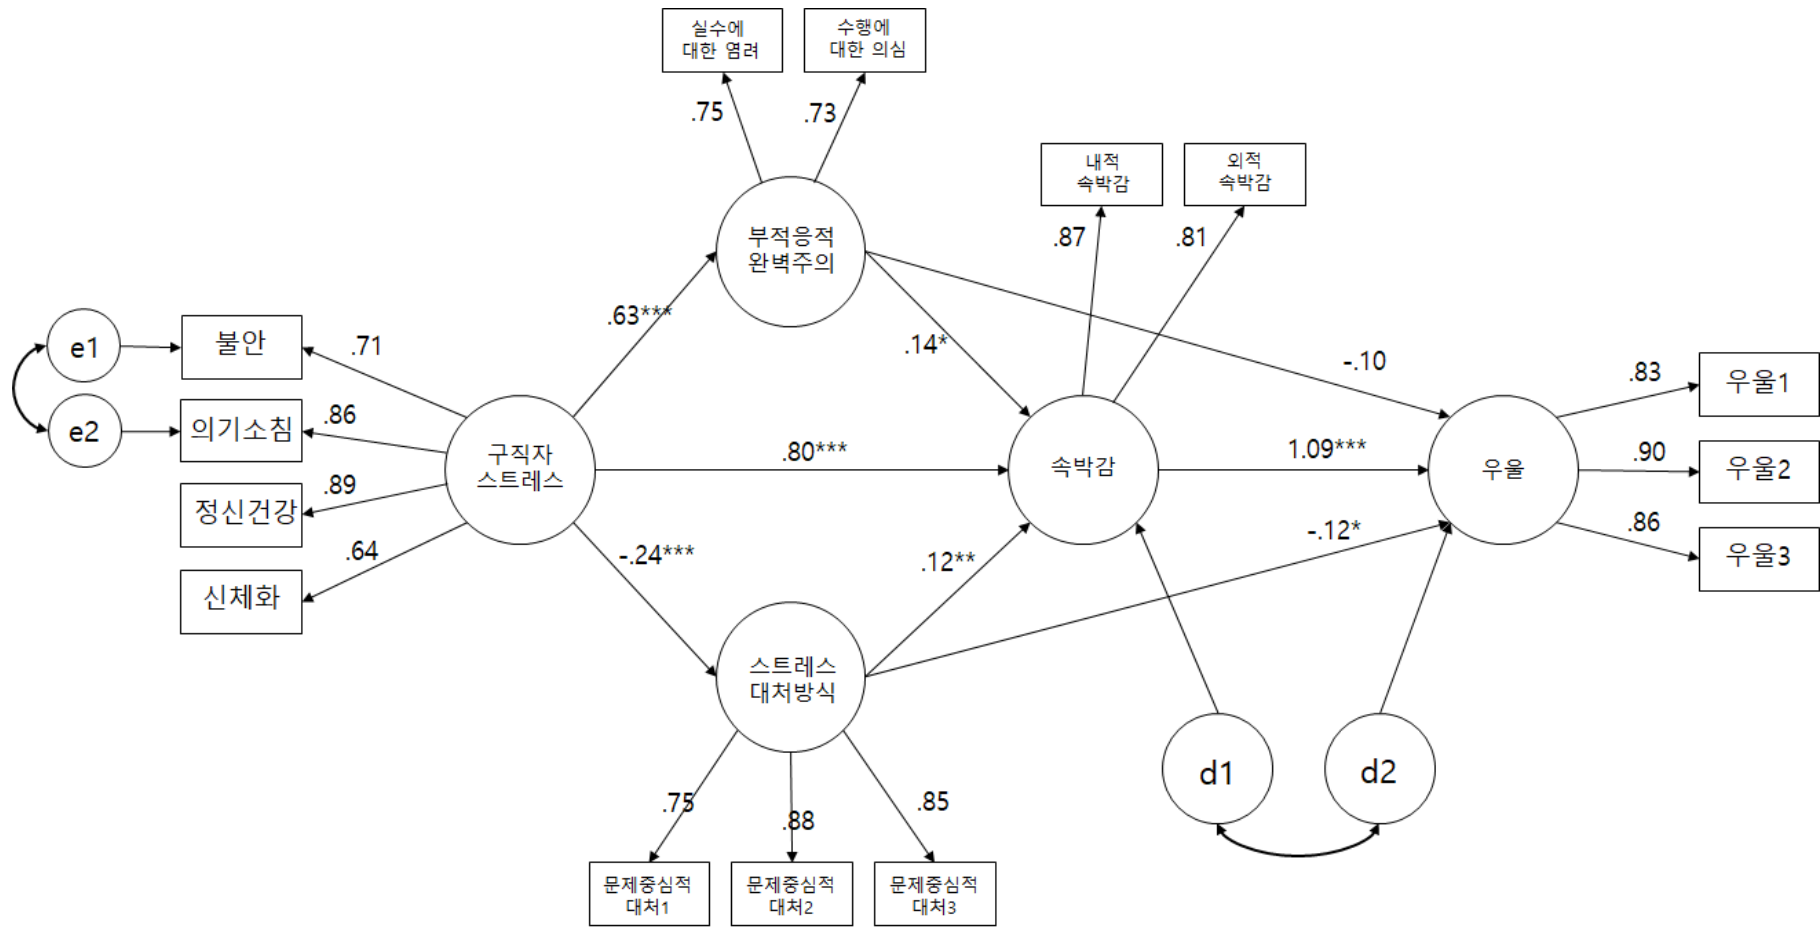 실수에
대한 염려
수행에
대한 의심
.75
.73
내적
속박감
외적
속박감
.87
.81
부적응적
완벽주의
.63***
.14*
-.10
e1
불안
.71
e2
의기소침
.86
정신건강
.89
신체화
.64
구직자
스트레스
.80***
속박감
1.09***
우울
.83
우울1
.90
우울2
.86
우울3
-.24***
.12**
-.12*
스트레스
대처방식
.75
.88
.85
문제중심적
대처1
문제중심적
대처2
문제중심적
대처3
d1
d2